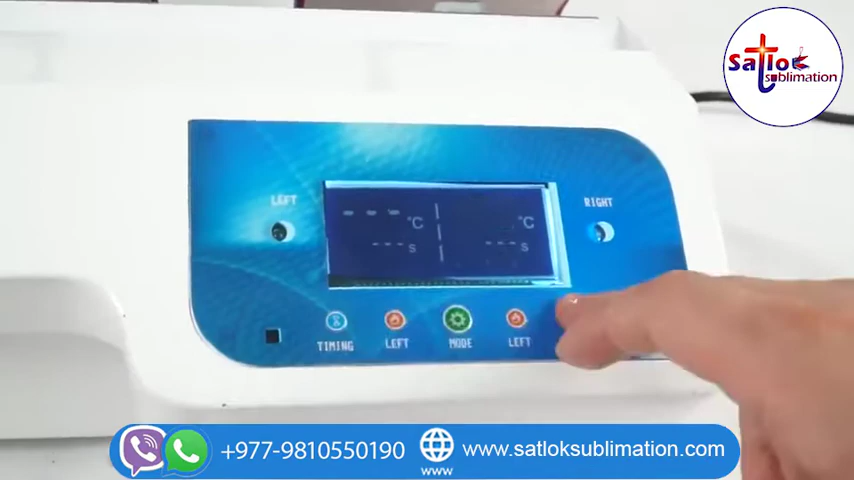 Satlok
sublimation
LEFT
RIGHT
--- °C
°C
--- s
--- s
TIMING
LEFT
MODE
LEFT
+977-9810550190
www
www.satloksublimation.com